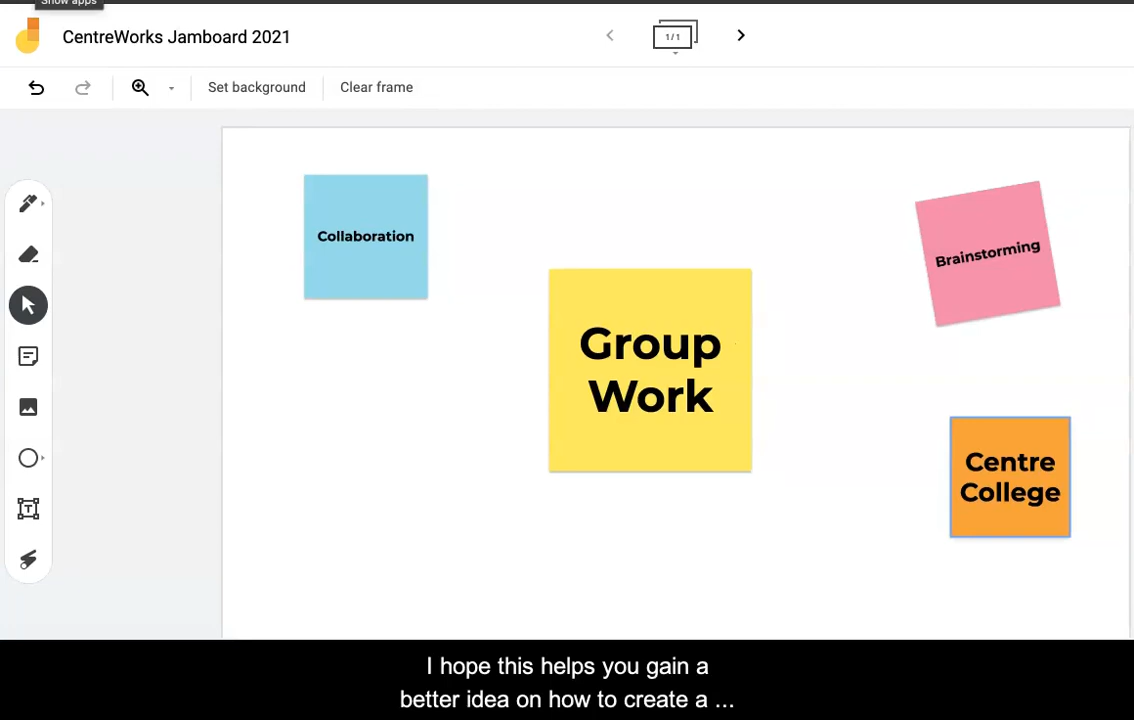 Show apps
CentreWorks Jamboard 2021
1/1
Set background
Clear frame
Collaboration
Brainstorming
Group
Work
Centre
College
I hope this helps you gain a
better idea on how to create a ...